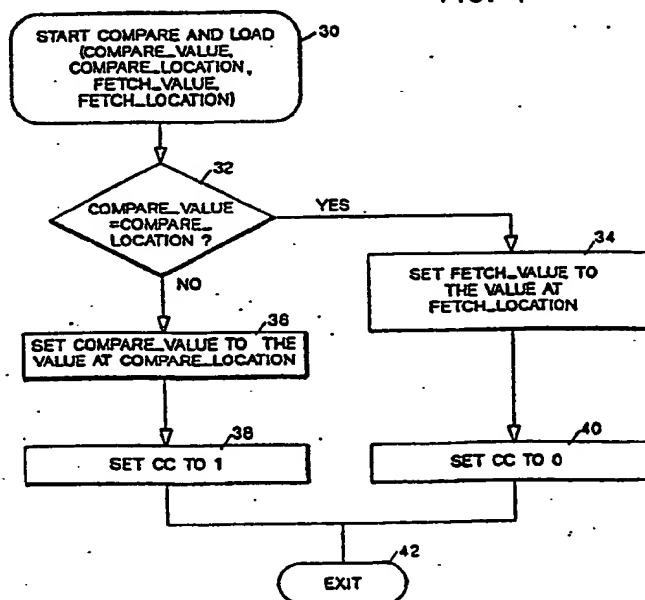 30
START COMPARE AND LOAD
(COMPARE_VALUE,
COMPARE_LOCATION,
FETCH_VALUE,
FETCH_LOCATION)
32
COMPARE_VALUE
=COMPARE_
LOCATION ?
YES
NO
34
SET FETCH_VALUE TO
THE VALUE AT
FETCH_LOCATION
36
SET COMPARE_VALUE TO THE
VALUE AT COMPARE_LOCATION
38
SET CC TO 1
40
SET CC TO 0
42
EXIT